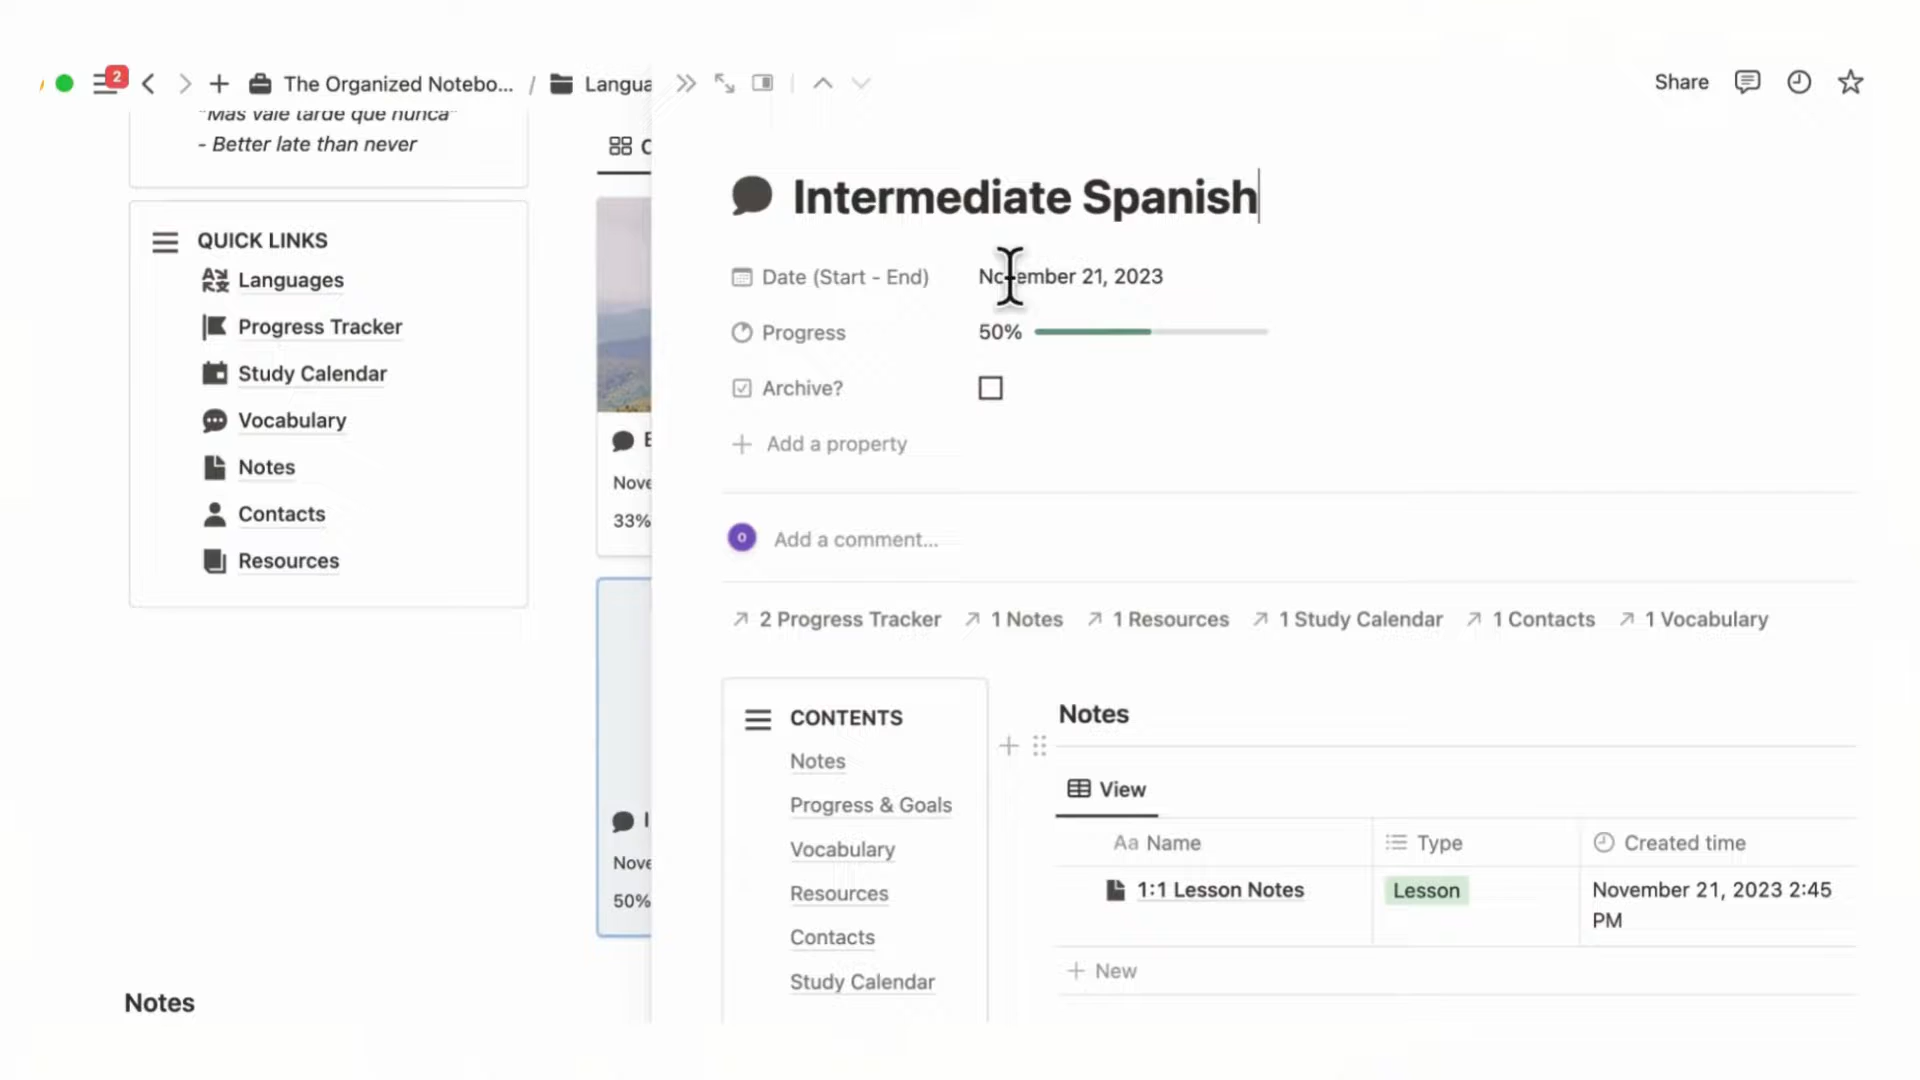 2
The Organized Notebo... / Langua
Share
"Mas vale tarde que nunca"
- Better late than never
QUICK LINKS
Languages
Progress Tracker
Study Calendar
Vocabulary
Notes
Contacts
Resources
Notes
Nove
33%
Nove
50%
Intermediate Spanish
Date (Start - End) November 21, 2023
Progress 50%
Archive?
Add a property
O Add a comment...
2 Progress Tracker 1 Notes 1 Resources 1 Study Calendar 1 Contacts 1 Vocabulary
CONTENTS
Notes
Progress & Goals
Vocabulary
Resources
Contacts
Study Calendar
Notes
View
Aa Name Type Created time
1:1 Lesson Notes Lesson November 21, 2023 2:45
PM
New